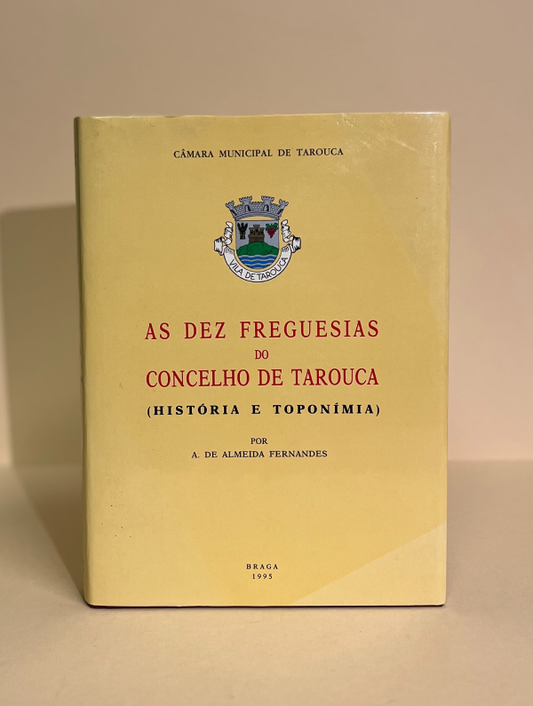 CÂMARA MUNICIPAL DE TAROUCA
VILA DE TAROUCA
AS DEZ FREGUESIAS
DO
CONCELHO DE TAROUCA
(HISTÓRIA E TOPONÍMIA)
POR
A. DE ALMEIDA FERNANDES
BRAGA
1995